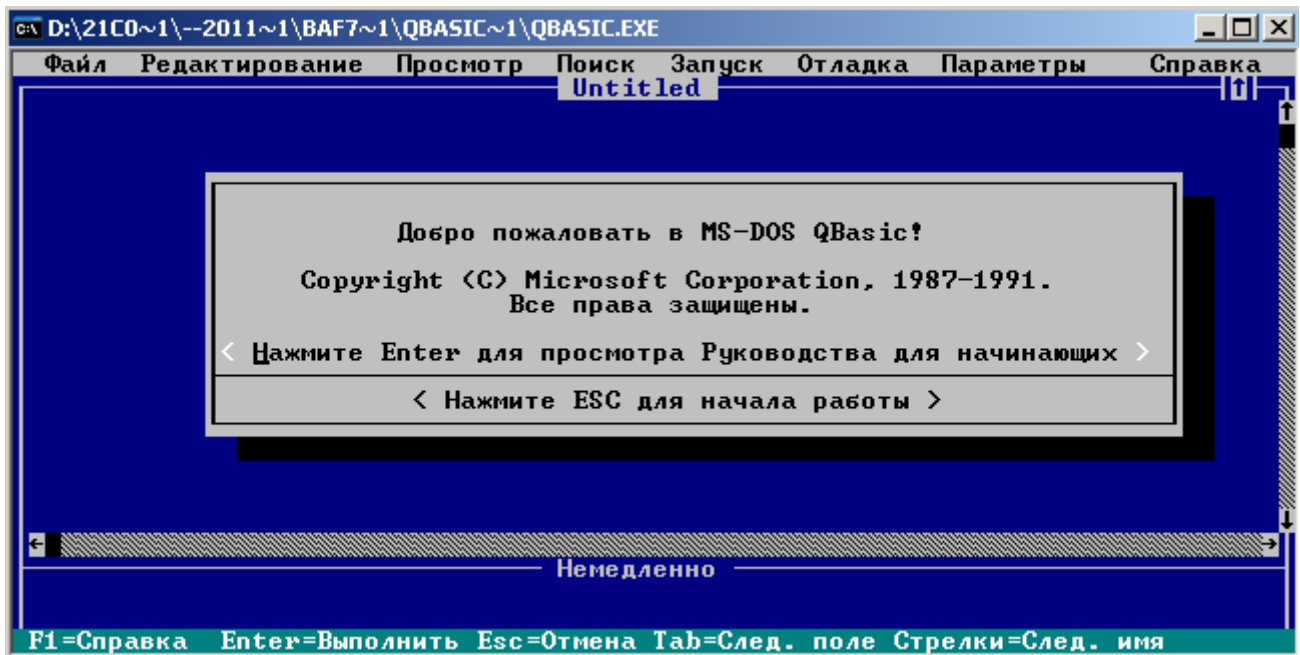 D:\21C0~1\--2011~1\BAF7~1\QBASIC~1\QBASIC.EXE
Файл Редактирование Просмотр Поиск Запуск Отладка Параметры Справка
Untitled
Добро пожаловать в MS-DOS QBasic!
Copyright (C) Microsoft Corporation, 1987-1991.
Все права защищены.
< Нажмите Enter для просмотра Руководства для начинающих >
< Нажмите ESC для начала работы >
Немедленно
F1=Справка Enter=Выполнить Esc=Отмена Tab=След. поле Стрелки=След. имя